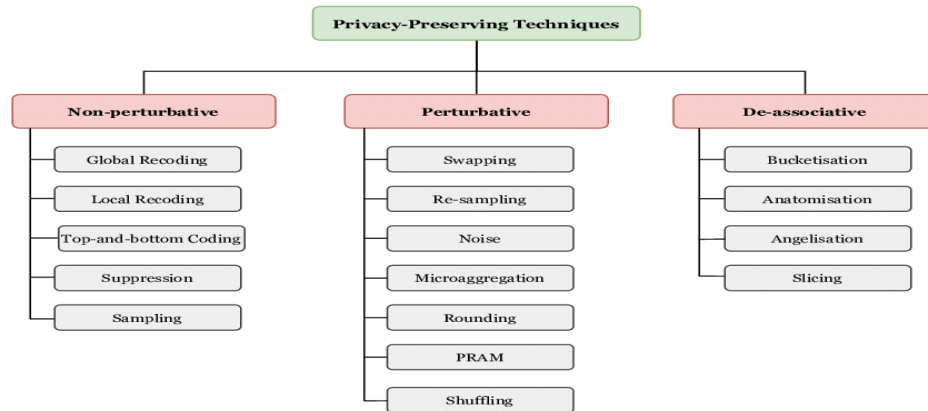 Privacy-Preserving Techniques
Non-perturbative
Global Recoding
Local Recoding
Top-and-bottom Coding
Suppression
Sampling
Perturbative
Swapping
Re-sampling
Noise
Microaggregation
Rounding
PRAM
Shuffling
De-associative
Bucketisation
Anatomisation
Angelisation
Slicing